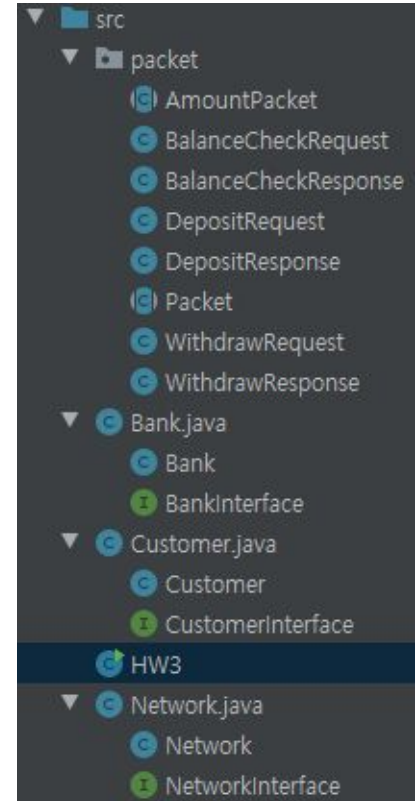 src
packet
AmountPacket
BalanceCheckRequest
BalanceCheckResponse
DepositRequest
DepositResponse
Packet
WithdrawRequest
WithdrawResponse
Bank.java
Bank
BankInterface
Customer.java
Customer
CustomerInterface
HW3
Network.java
Network
NetworkInterface